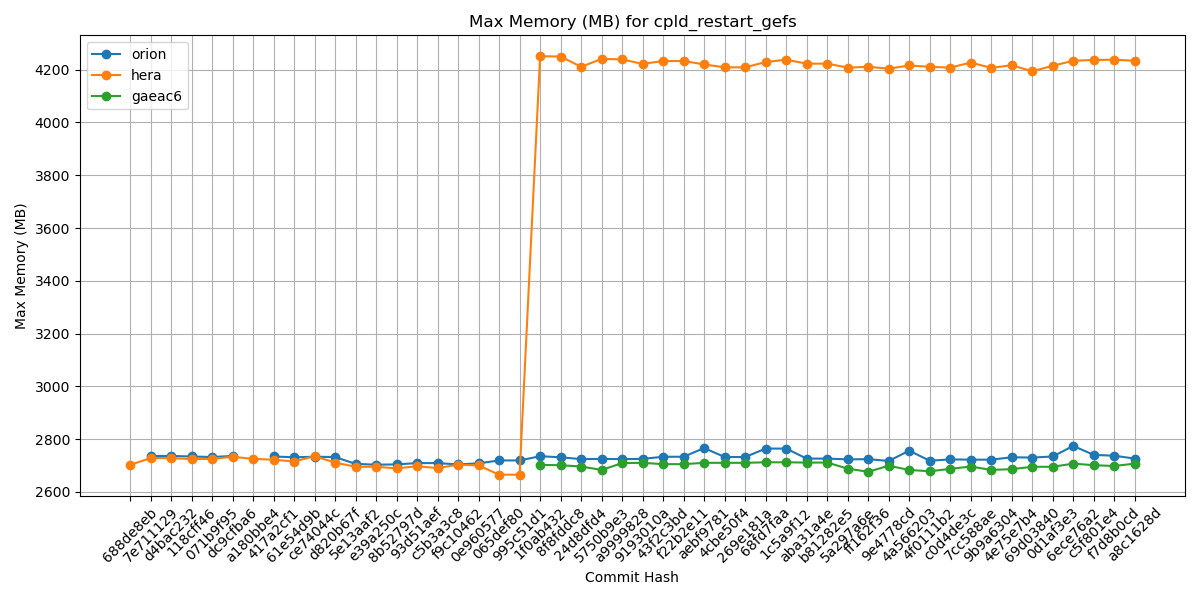 Max Memory (MB) for cpld_restart_gefs
orion
hera
gaeac6
Max Memory (MB)
4200
4000
3800
3600
3400
3200
3000
2800
2600
688de8eb
7e711129
d4bac232
118cff46
071b9f95
dc9cfba6
a180bbe4
417a2cf1
61e54d9b
ce74044c
d820b67f
5e13aaf2
e39a250c
8b52797d
93d51aef
c5b3a3c8
f9c10462
0e960577
065def80
995c51d1
1f0ab432
8f8fddc8
24d8dfd4
5750b9e3
a9999828
9193010a
43f2c3bd
f22b2e11
aebf9781
4cbe50f4
269e181a
68fd7faa
1c5a9f12
aba31a4e
b81282e5
5a297a6e
ff162f36
9e4778cd
4a566203
4f0111b2
c0d4de3c
7cc588ae
9b9a6304
4e75e7b4
69d03840
0d1af3e3
6ece76a2
c5f801e4
f7d8b0cd
a8c1628d
Commit Hash